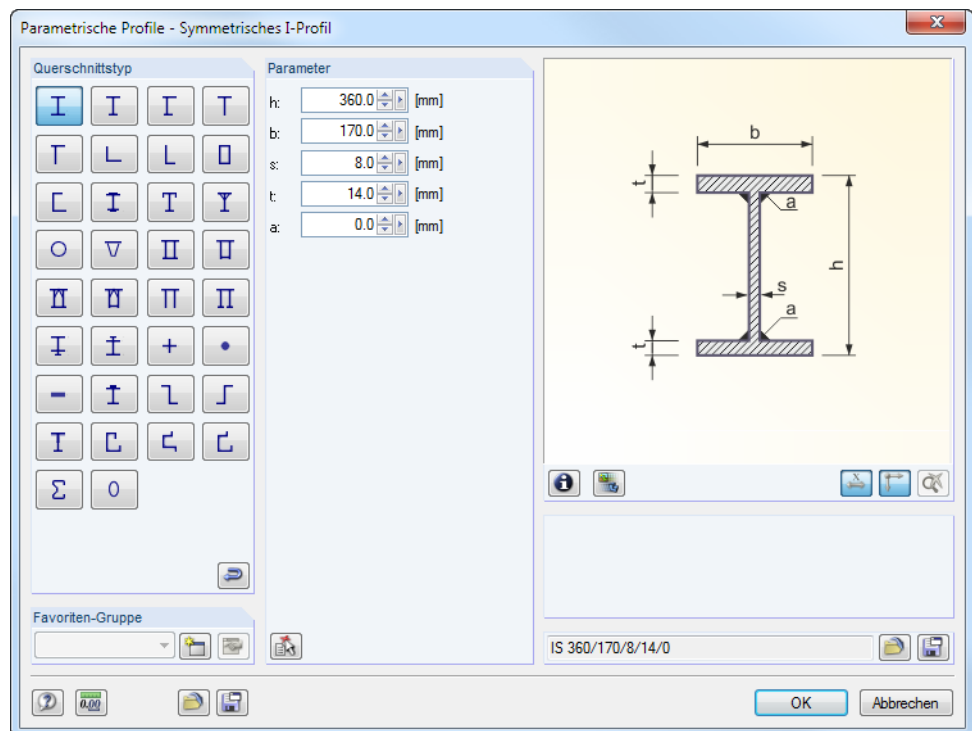 Parametrische Profile - Symmetrisches I-Profil
Querschnittstyp
Parameter
h: 360.0 [mm]
b: 170.0 [mm]
s: 8.0 [mm]
t: 14.0 [mm]
a: 0.0 [mm]
b
t
a
h
s
a
t
x
Favoriten-Gruppe
IS 360/170/8/14/0
0.00
OK
Abbrechen